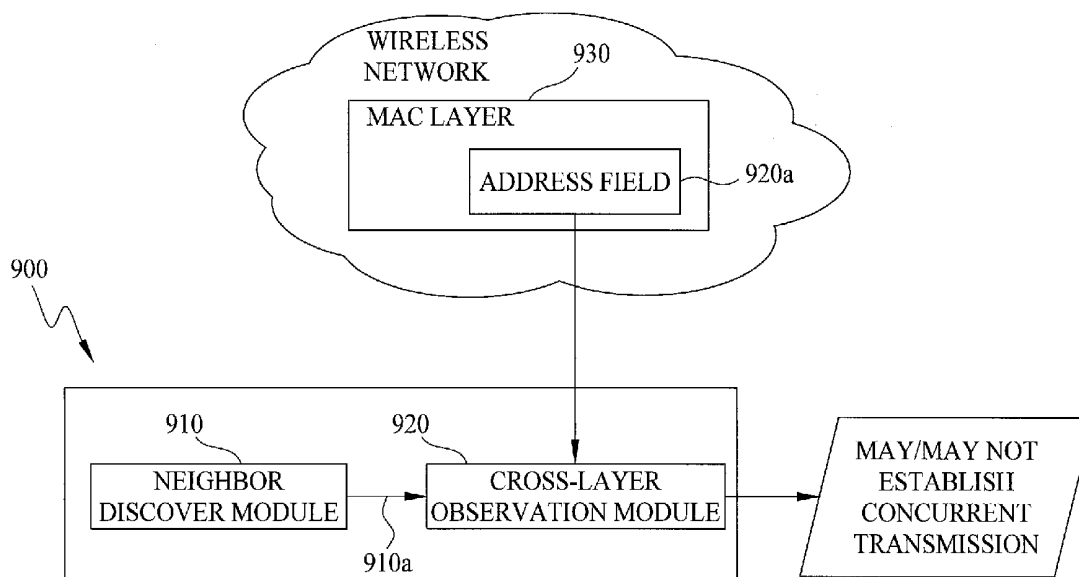 WIRELESS
NETWORK
930
MAC LAYER
ADDRESS FIELD
920a
900
910
920
NEIGHBOR
DISCOVER MODULE
CROSS-LAYER
OBSERVATION MODULE
910a
MAY/MAY NOT
ESTABLISH
CONCURRENT
TRANSMISSION